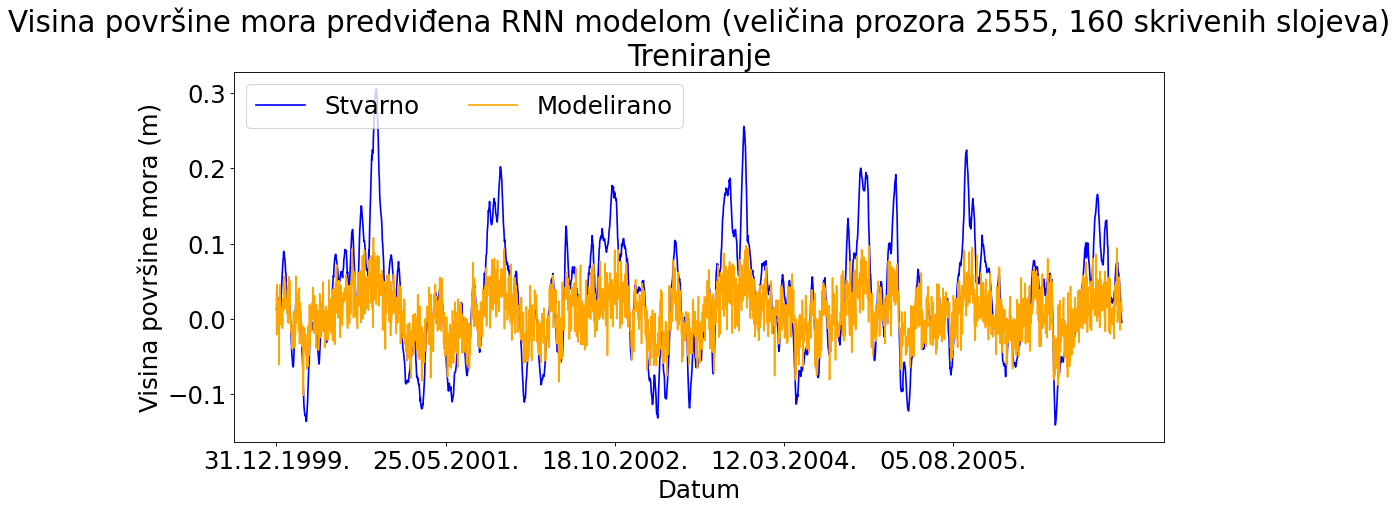 Visina površine mora predviđena RNN modelom (veličina prozora 2555, 160 skrivenih slojeva)
Treniranje
Stvarno
Modelirano
Visina površine mora (m)
0.3
0.2
0.1
0.0
−0.1
31.12.1999.
25.05.2001.
18.10.2002.
12.03.2004.
05.08.2005.
Datum